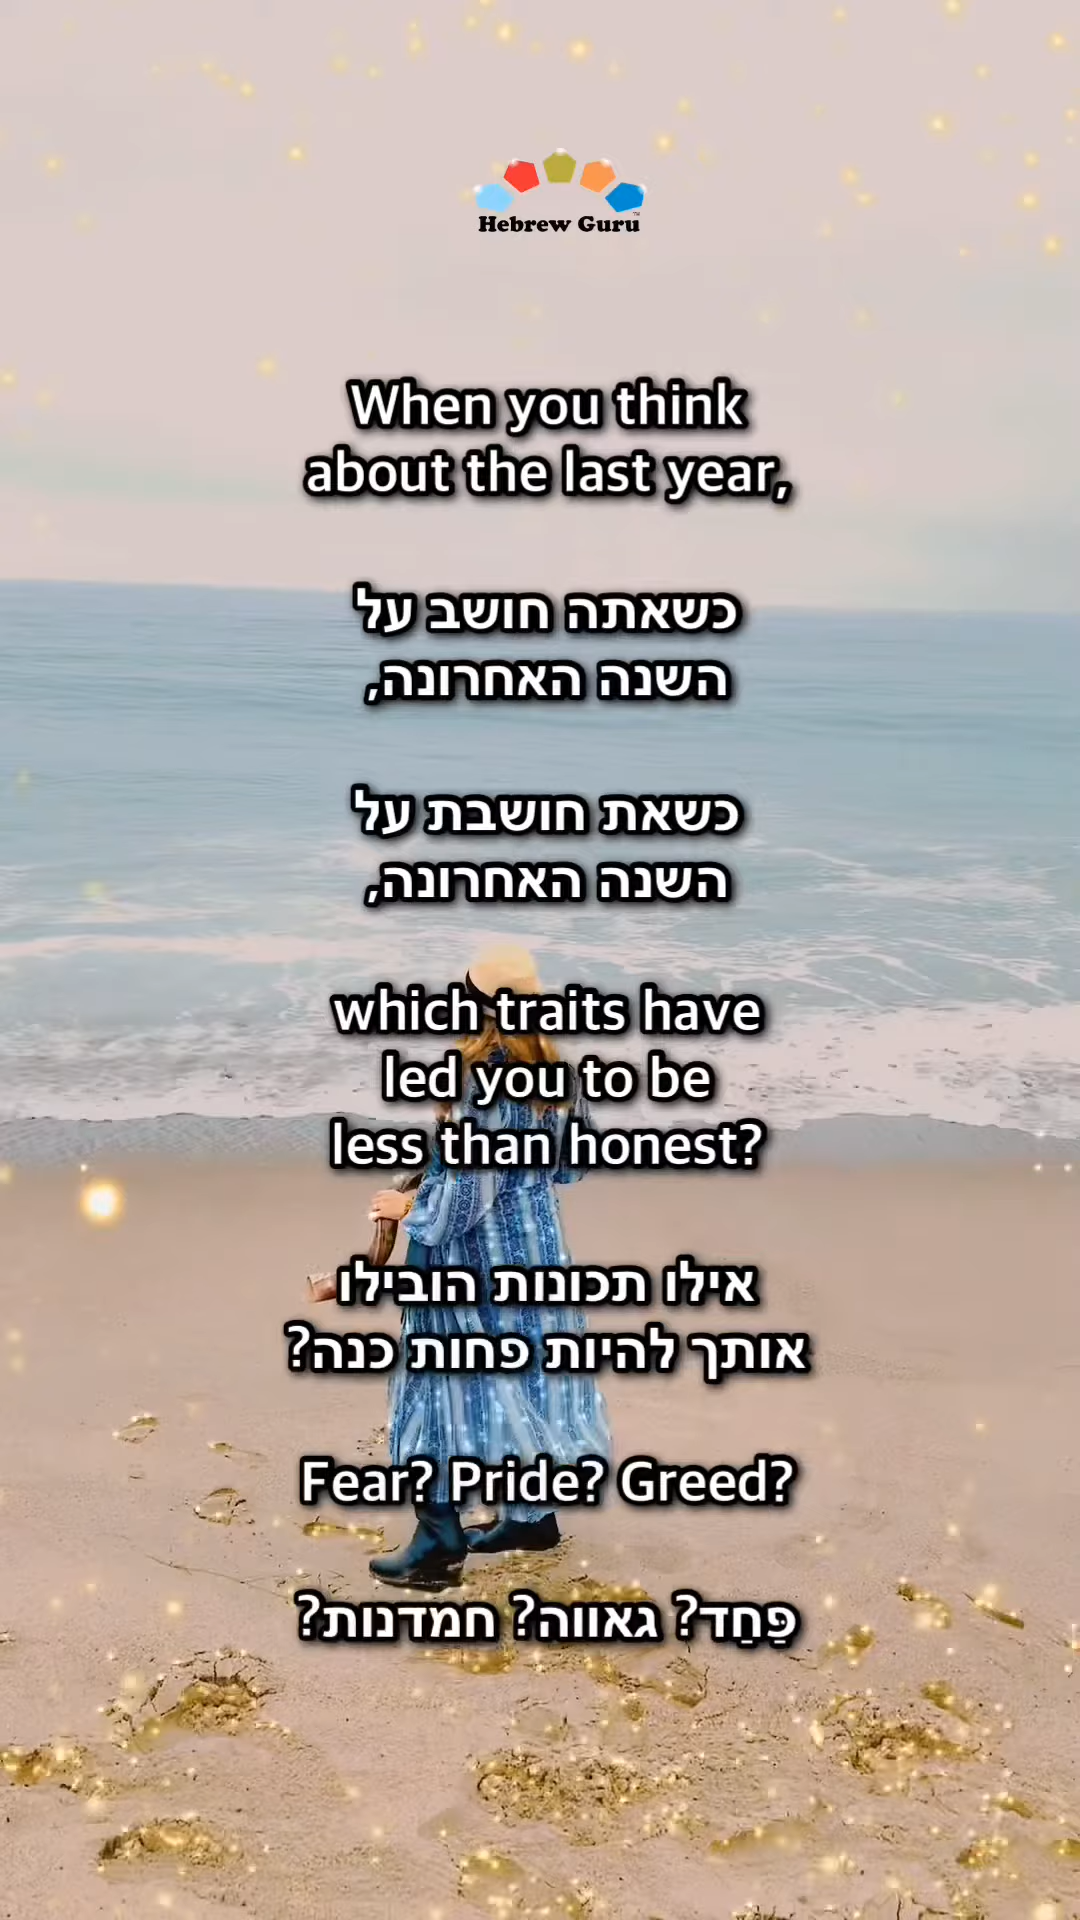 Hebrew Guru
When you think
about the last year,
כשאתה חושב על
השנה האחרונה,
כשאת חושבת על
השנה האחרונה,
which traits have
led you to be
less than honest?
אילו תכונות הובילו
אותך להיות פחות כנה?
Fear? Pride? Greed?
פַּחַד? גאווה? חמדנות?